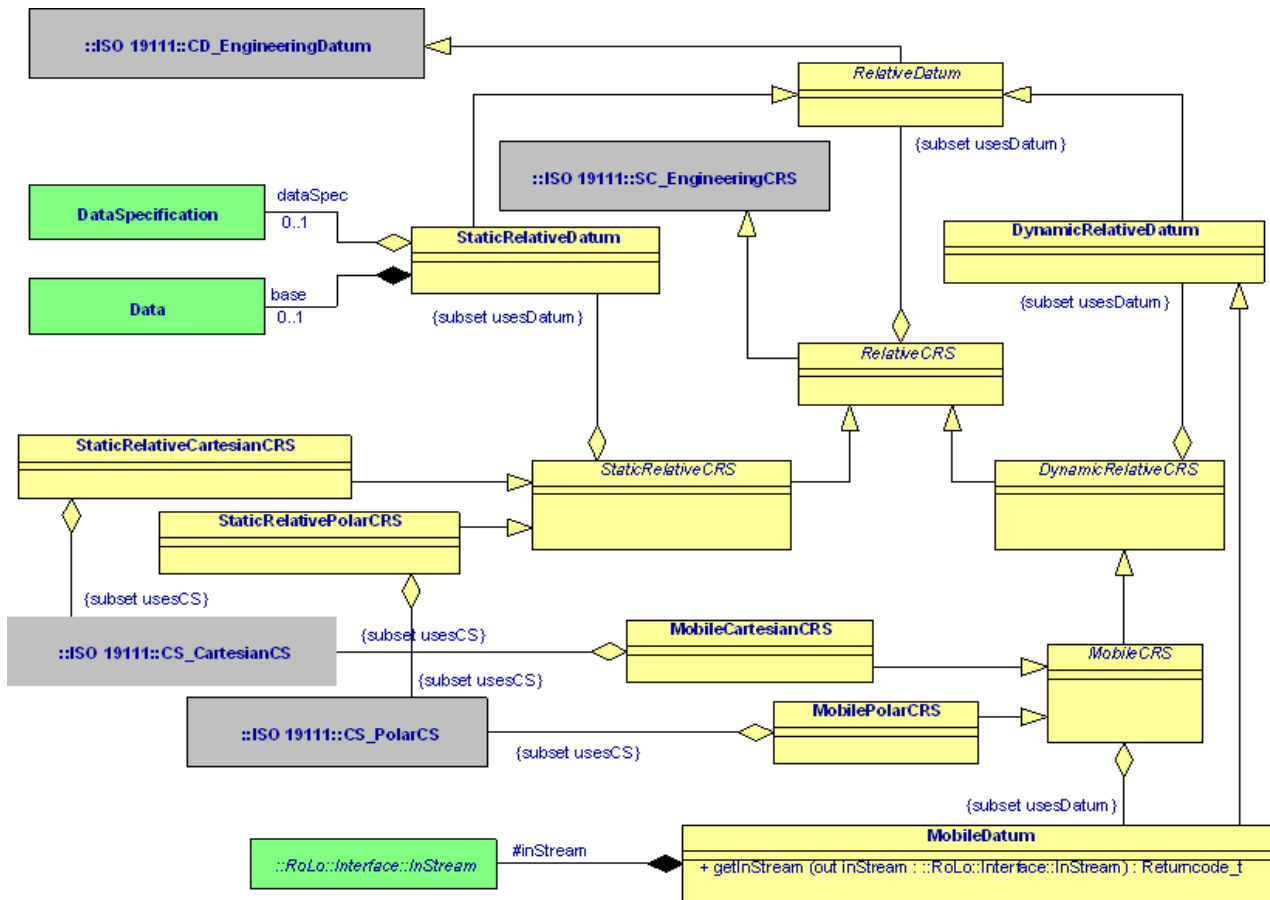 ::ISO 19111::CD_EngineeringDatum
RelativeDatum
{subset usesDatum}
::ISO 19111::SC_EngineeringCRS
dataSpec
DataSpecification
0..1
StaticRelativeDatum
DynamicRelativeDatum
base
Data
0..1
{subset usesDatum}
{subset usesDatum}
RelativeCRS
StaticRelativeCartesianCRS
StaticRelativeCRS
DynamicRelativeCRS
StaticRelativePolarCRS
{subset usesCS}
MobileCartesianCRS
{subset usesCS}
::ISO 19111::CS_CartesianCS
MobileCRS
{subset usesCS}
MobilePolarCRS
::ISO 19111::CS_PolarCS
{subset usesCS}
{subset usesDatum}
MobileDatum
#inStream
::RoLo::Interface::InStream
+ getInStream (out inStream : ::RoLo::Interface::InStream) : Returncode_t